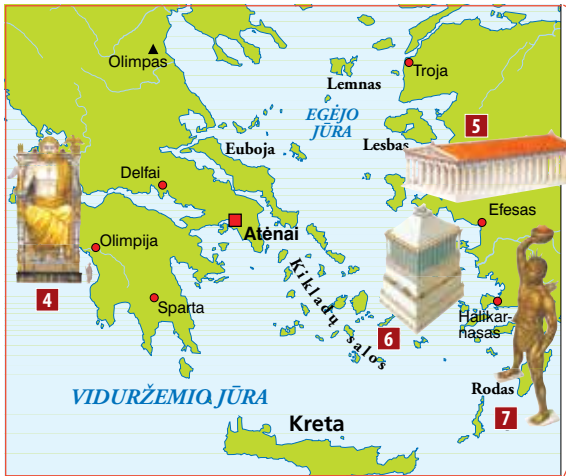 Olimpas
Troja
Lemnas
EGĖJO
JŪRA
5
Lesbas
Euboja
Delfai
Efesas
Atėnai
Olimpija
4
Sparta
Kikladų salos
6
Halikar-
nasas
Rodas
7
VIDURŽEMIO JŪRA
Kreta